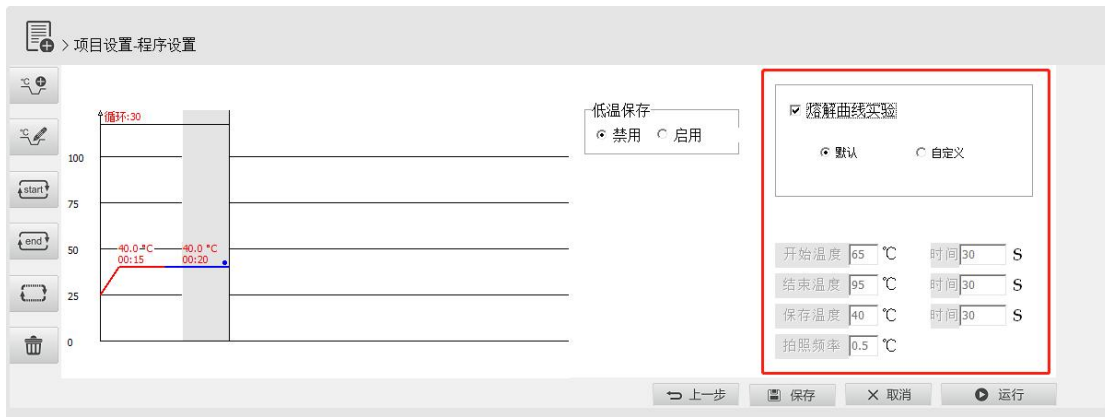 > 项目设置-程序设置
℃
℃
start
end
循环:30
100
75
50
25
0
40.0 °C
00:15
40.0 °C
00:20
低温保存
禁用 启用
熔解曲线实验
默认 自定义
开始温度 65 ℃ 时间 30 S
结束温度 95 ℃ 时间 30 S
保存温度 40 ℃ 时间 30 S
拍照频率 0.5 ℃
上一步 保存 取消 运行